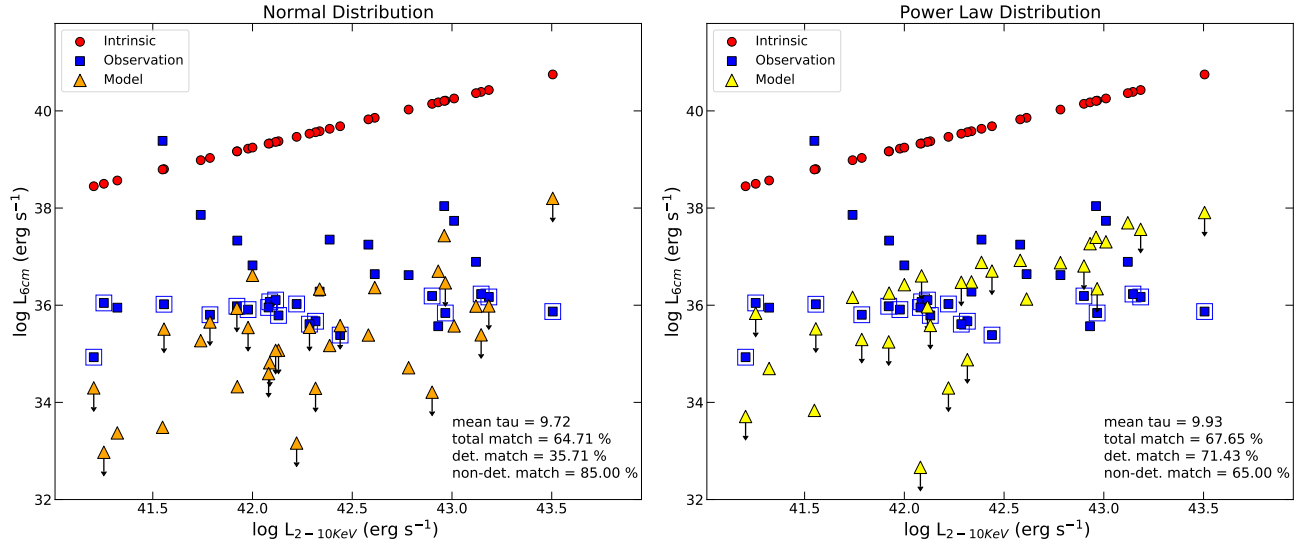 Normal Distribution
Intrinsic
Observation
Model
log L6cm (erg s−1)
40
38
36
34
32
mean tau = 9.72
total match = 64.71 %
det. match = 35.71 %
non-det. match = 85.00 %
41.5 42.0 42.5 43.0 43.5
log L2−10KeV (erg s−1)
Power Law Distribution
Intrinsic
Observation
Model
log L6cm (erg s−1)
40
38
36
34
32
mean tau = 9.93
total match = 67.65 %
det. match = 71.43 %
non-det. match = 65.00 %
41.5 42.0 42.5 43.0 43.5
log L2−10KeV (erg s−1)